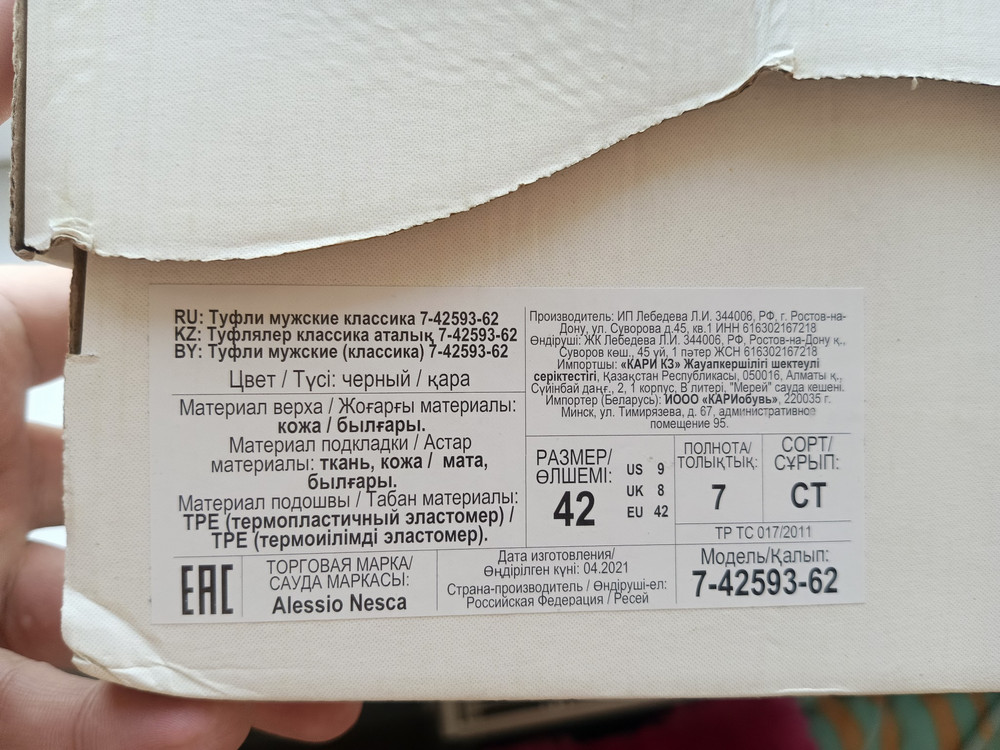 RU: Туфли мужские классика 7-42593-62
KZ: Туфлялер классика аталық 7-42593-62
BY: Туфли мужские (классика) 7-42593-62
Цвет / Түсі: черный / қара
Материал верха / Жоғарғы материалы:
кожа / былғары.
Материал подкладки / Астар
материалы: ткань, кожа / мата,
былғары.
Материал подошвы / Табан материалы:
TPE (термопластичный эластомер) /
TPE (термоиілімді эластомер).
Производитель: ИП Лебедева Л.И. 344006, РФ, г. Ростов-на-
Дону, ул. Суворова д.45, кв.1 ИНН 616302167218
Өндіруші: ЖК Лебедева Л.И. 344006, РФ, Ростов-на-Дону қ.,
Суворов көш., 45 үй, 1 пәтер ЖСН 616302167218
Импортшы: «КАРИ КЗ» Жауапкершілігі шектеулі
серіктестігі, Қазақстан Республикасы, 050016, Алматы қ.,
Сүйінбай даңғ., 2, 1 корпус, В литері, "Мерей" сауда кешені.
Импортер (Беларусь): ИООО «КАРИобувь», 220035 г.
Минск, ул. Тимирязева, д. 67, административное
помещение 95.
РАЗМЕР/
ӨЛШЕМІ:
42
US 9
UK 8
EU 42
ПОЛНОТА/
ТОЛЫҚТЫҚ:
7
СОРТ/
СҰРЫП:
СТ
ТР ТС 017/2011
EAC
ТОРГОВАЯ МАРКА/
САУДА МАРКАСЫ:
Alessio Nesca
Дата изготовления/
Өңдірілген күні: 04.2021
Страна-производитель / Өндіруші-ел:
Российская Федерация / Ресей
Модель/Қалып:
7-42593-62